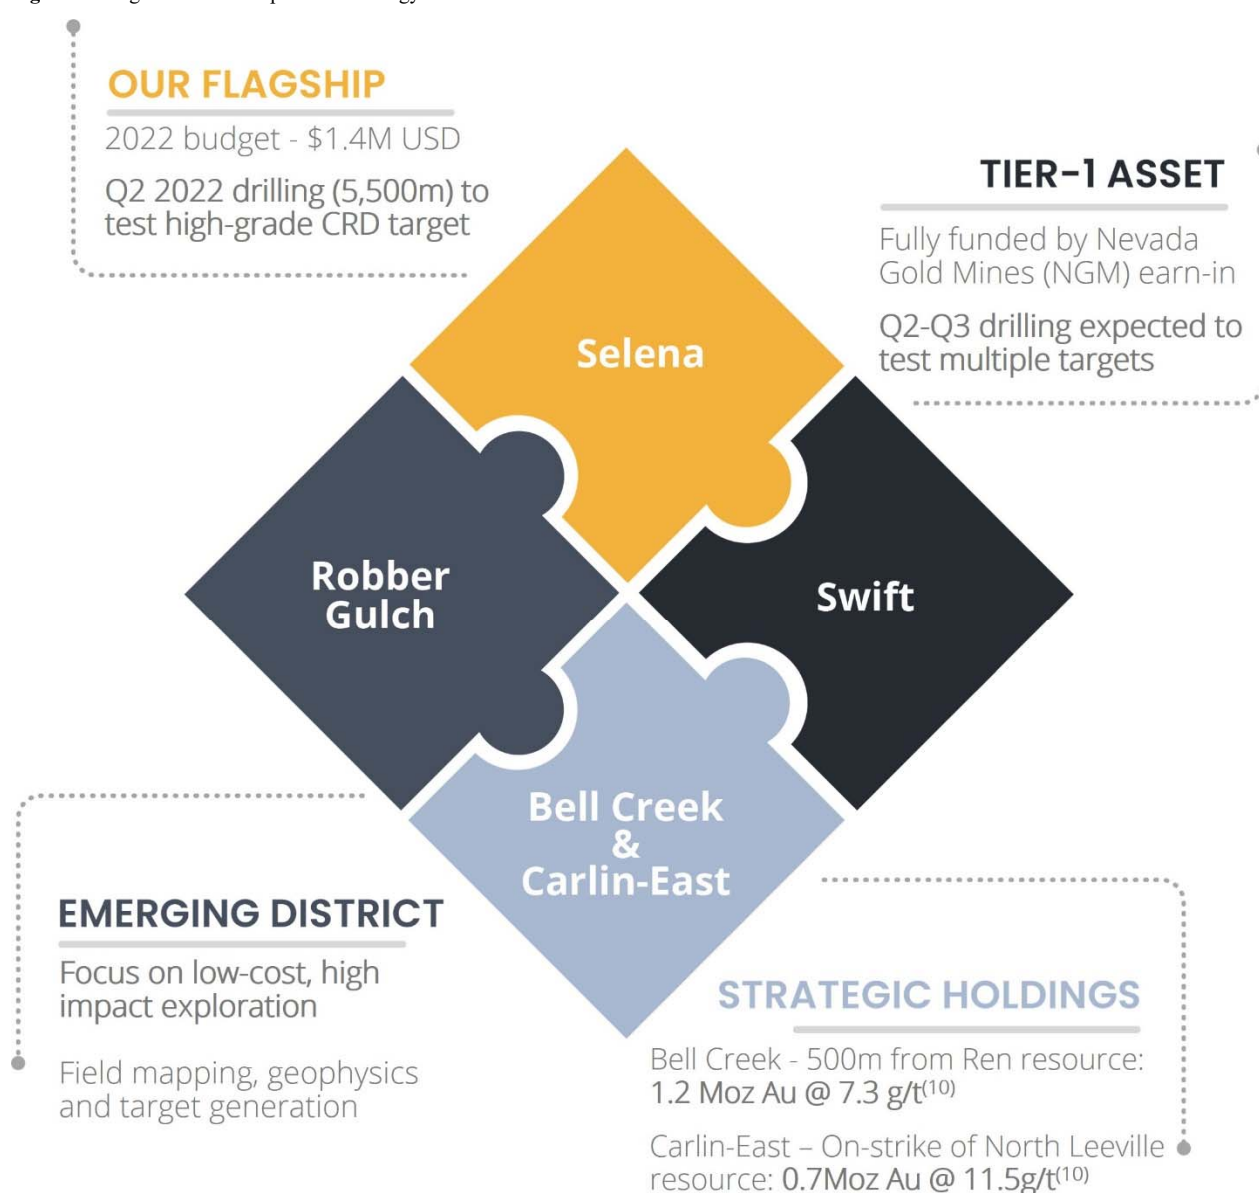 OUR FLAGSHIP
2022 budget - $1.4M USD
Q2 2022 drilling (5,500m) to
test high-grade CRD target
TIER-1 ASSET
Fully funded by Nevada
Gold Mines (NGM) earn-in
Q2-Q3 drilling expected to
test multiple targets
Selena
Robber
Gulch
Swift
Bell Creek
&
Carlin-East
EMERGING DISTRICT
Focus on low-cost, high
impact exploration
Field mapping, geophysics
and target generation
STRATEGIC HOLDINGS
Bell Creek - 500m from Ren resource:
1.2 Moz Au @ 7.3 g/t(10)
Carlin-East – On-strike of North Leeville
resource: 0.7Moz Au @ 11.5g/t(10)